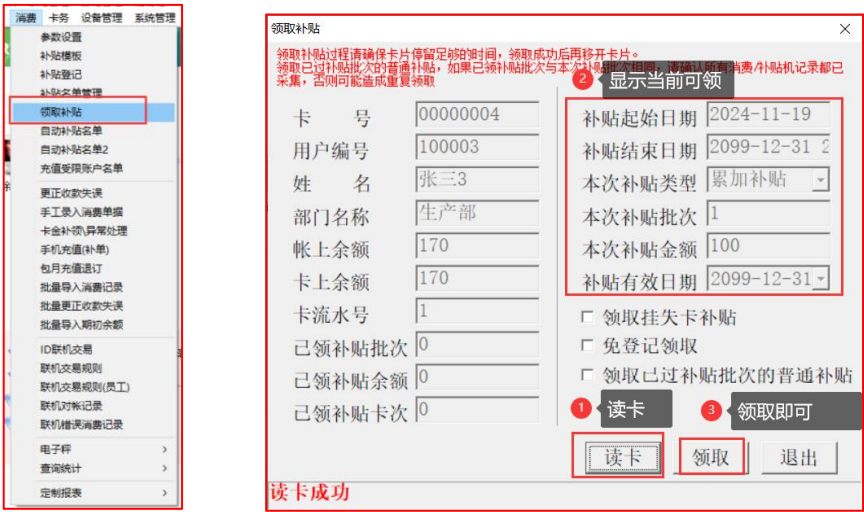 消费 卡务 设备管理 系统管理
参数设置
补贴模板
补贴登记
补贴名单管理
领取补贴
自动补贴名单
自动补贴名单2
充值受限账户名单
更正收款失误
手工录入消费单据
卡金补领\异常处理
手机充值(补单)
包月充值退订
批量导入消费记录
批量更正收款失误
批量导入期初余额
ID联机交易
联机交易规则
联机交易规则(员工)
联机对帐记录
联机错误消费记录
电子秤
查询统计
定制报表
领取补贴
领取补贴过程请确保卡片停留足够的时间，领取成功后再移开卡片。
领取已过补贴批次的普通补贴，如果已领补贴批次与本次补贴批次相同，请确认所有消费/补贴机记录都已
采集，否则可能造成重复领取
2 显示当前可领
卡 号 00000004
用户编号 100003
姓 名 张三3
部门名称 生产部
帐上余额 170
卡上余额 170
卡流水号 1
已领补贴批次 0
已领补贴余额 0
已领补贴卡次 0
补贴起始日期 2024-11-19
补贴结束日期 2099-12-31 2
本次补贴类型 累加补贴
本次补贴批次 1
本次补贴金额 100
补贴有效日期 2099-12-31
领取挂失卡补贴
免登记领取
领取已过补贴批次的普通补贴
1 读卡
3 领取即可
读卡 领取 退出
读卡成功